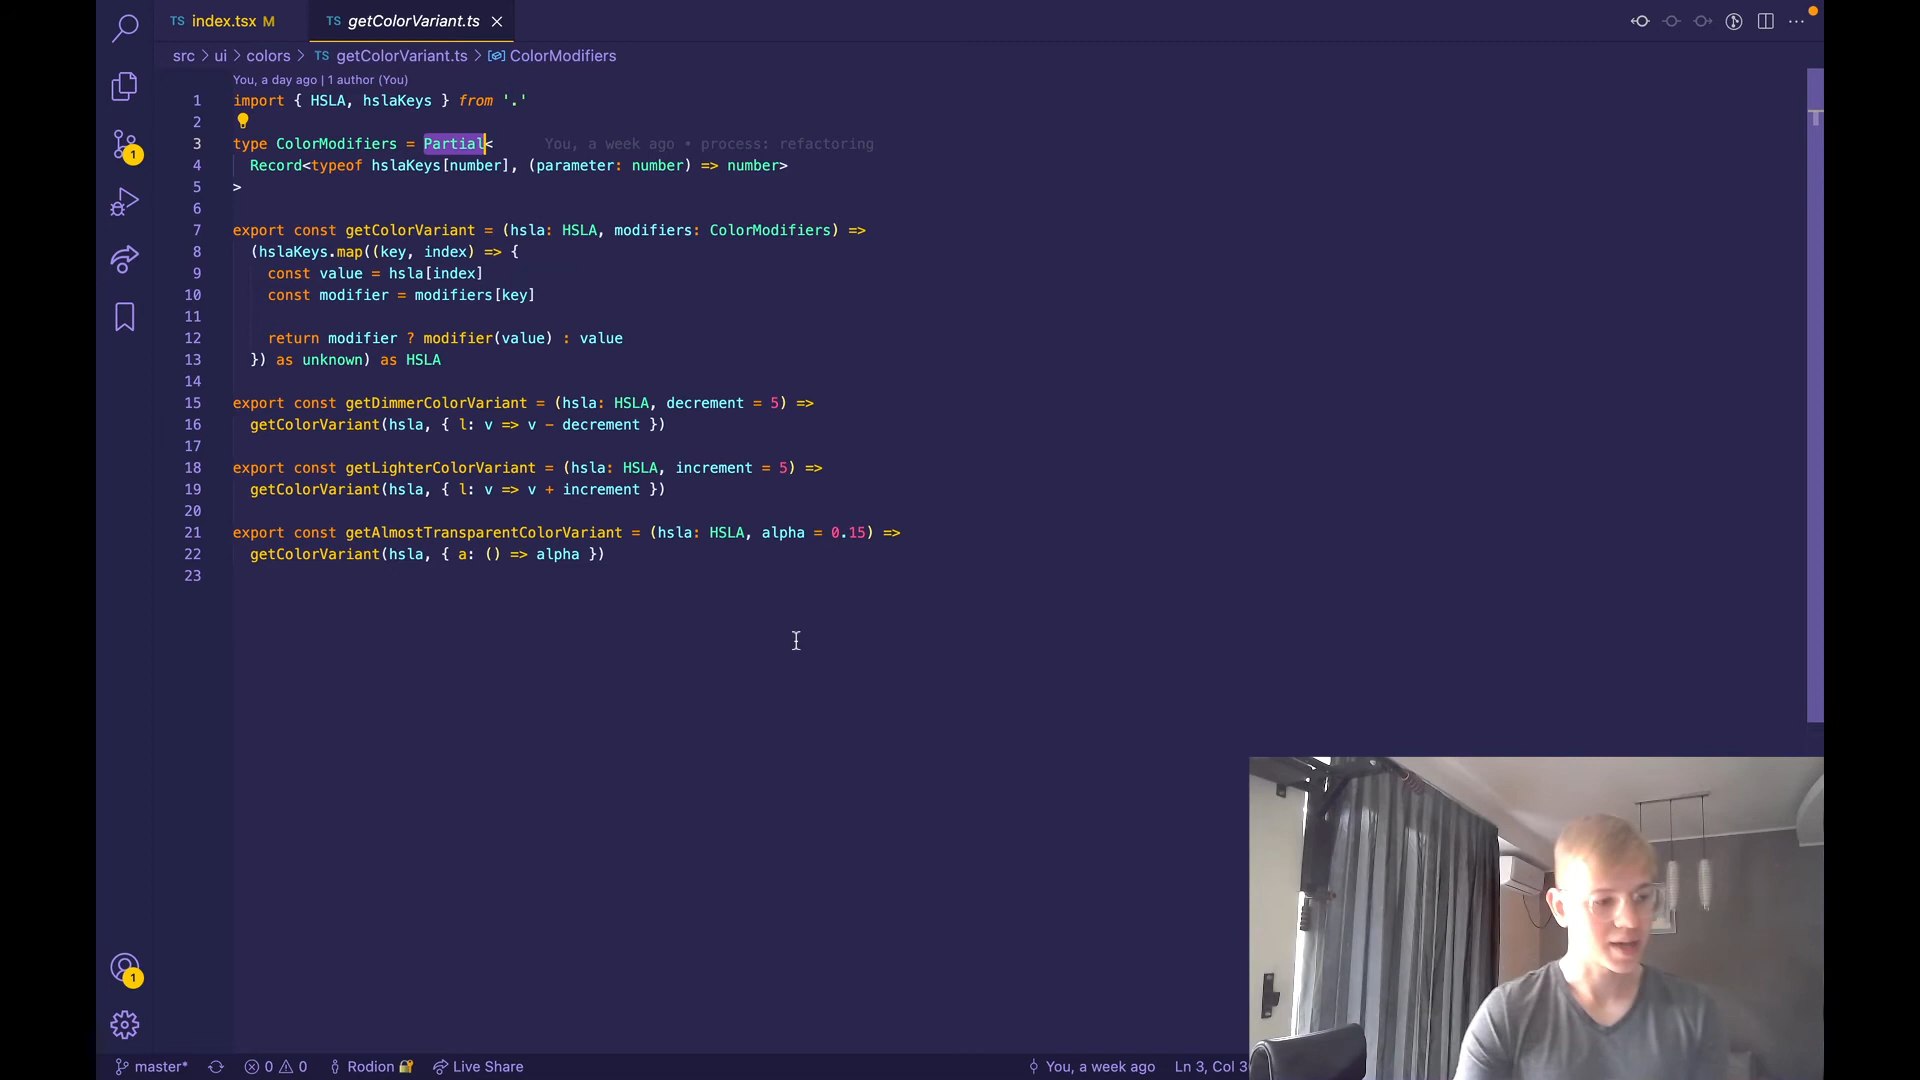 TS index.tsx M
TS getColorVariant.ts
src > ui > colors > TS getColorVariant.ts > ColorModifiers
You, a day ago | 1 author (You)
1 import { HSLA, hslaKeys } from '.'
2
3 type ColorModifiers = Partial< You, a week ago • process: refactoring
4 Record<typeof hslaKeys[number], (parameter: number) => number>
5 >
6
7 export const getColorVariant = (hsla: HSLA, modifiers: ColorModifiers) =>
8 (hslaKeys.map((key, index) => {
9 const value = hsla[index]
10 const modifier = modifiers[key]
11
12 return modifier ? modifier(value) : value
13 }) as unknown) as HSLA
14
15 export const getDimmerColorVariant = (hsla: HSLA, decrement = 5) =>
16 getColorVariant(hsla, { l: v => v - decrement })
17
18 export const getLighterColorVariant = (hsla: HSLA, increment = 5) =>
19 getColorVariant(hsla, { l: v => v + increment })
20
21 export const getAlmostTransparentColorVariant = (hsla: HSLA, alpha = 0.15) =>
22 getColorVariant(hsla, { a: () => alpha })
23
1
1
master* 0 0 Rodion Live Share You, a week ago Ln 3, Col 3